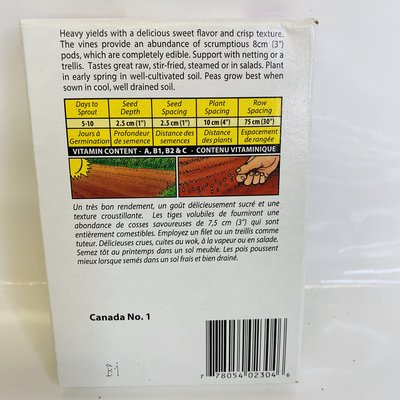 Heavy yields with a delicious sweet flavor and crisp texture.
The vines provide an abundance of scrumptious 8cm (3")
pods, which are completely edible. Support with netting or a
trellis. Tastes great raw, stir-fried, steamed or in salads. Plant
in early spring in well-cultivated soil. Peas grow best when
sown in cool, well drained soil.
Days to Sprout Seed Depth Seed Spacing Plant Spacing Row Spacing
5-10 2.5 cm (1") 2.5 cm (1") 10 cm (4") 75 cm (30")
Jours à Germination Profondeur de semence Distance des semences Distance des plants Espacement de rangée
VITAMIN CONTENT - A, B1, B2 & C - CONTENU VITAMINIQUE
Un très bon rendement, un goût délicieusement sucré et une
texture croustillante. Les tiges volubiles de fourniront une
abondance de cosses savoureuses de 7,5 cm (3") qui sont
entièrement comestibles. Employez un filet ou un treillis comme
tuteur. Délicieuses crues, cuites au wok, à la vapeur ou en salade.
Semez tôt au printemps dans un sol meuble. Les pois poussent
mieux lorsque semés dans un sol frais et bien drainé.
Canada No. 1
7 78054 02304 6